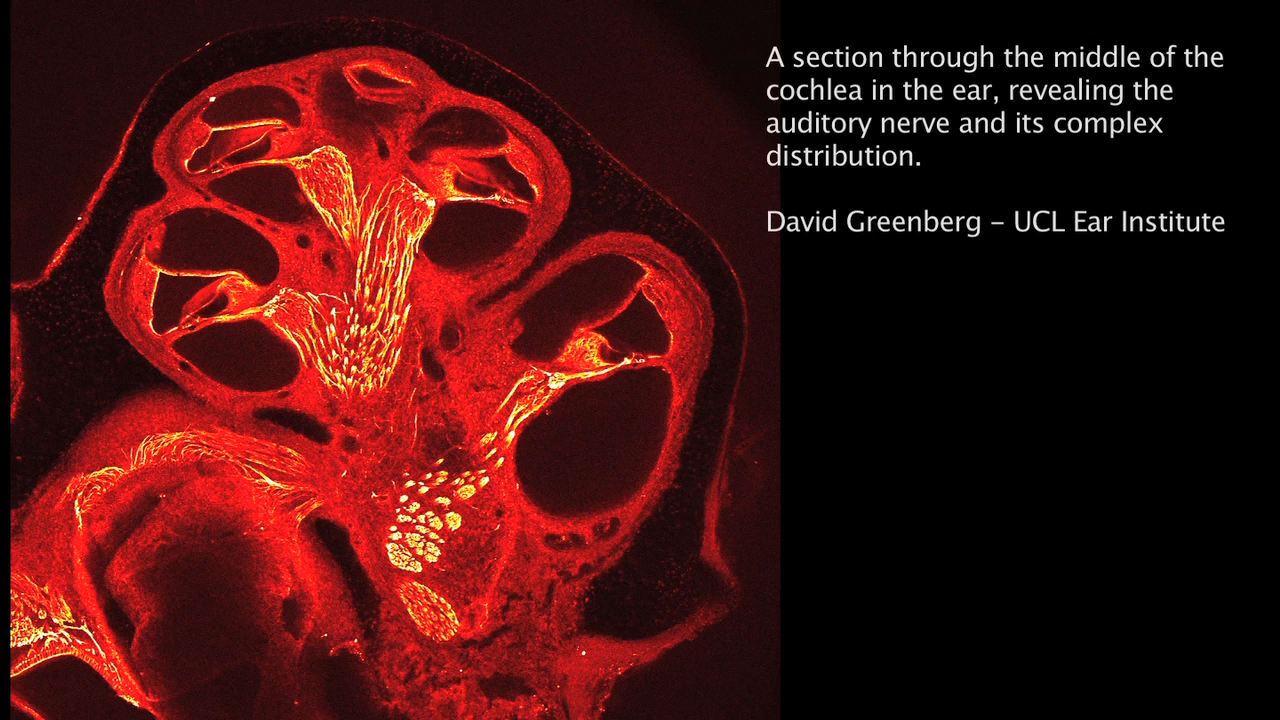 A section through the middle of the
cochlea in the ear, revealing the
auditory nerve and its complex
distribution.
David Greenberg – UCL Ear Institute